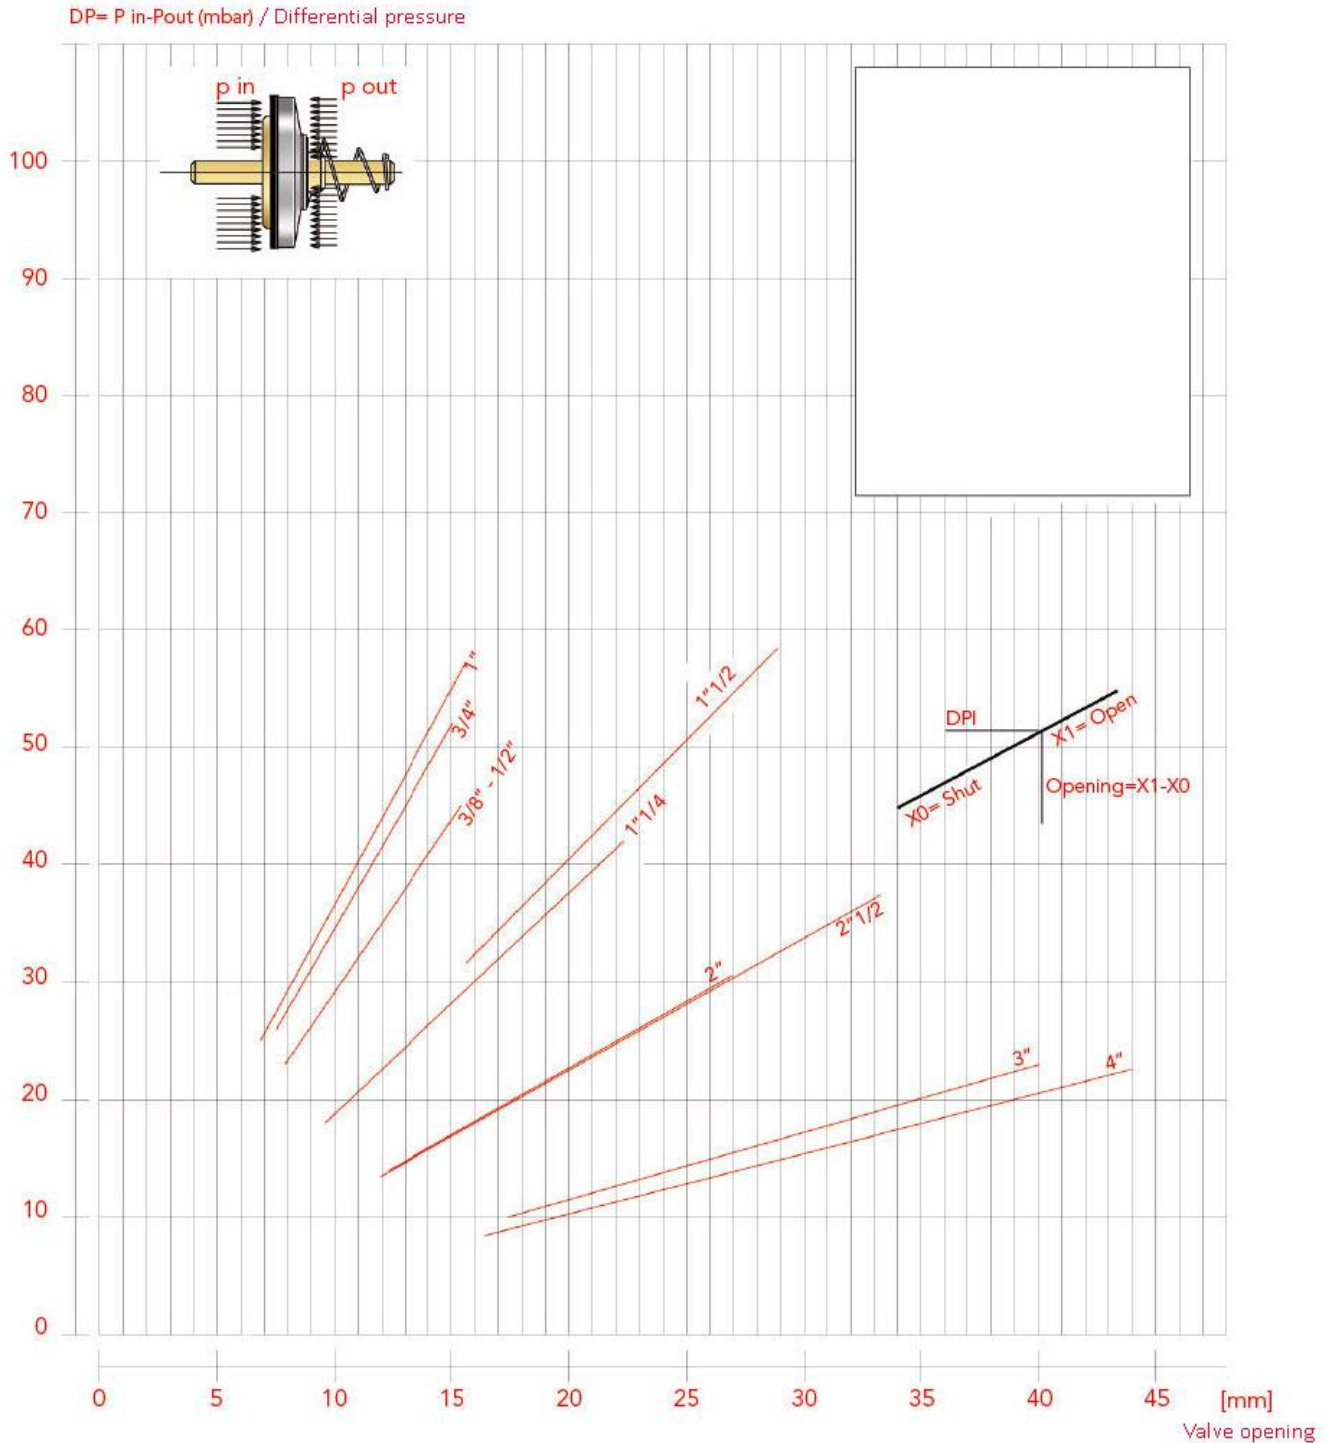 DP= P in-Pout (mbar) / Differential pressure
p in
p out
100
90
80
70
60
1"
1"1/2
3/4"
DPI
X1= Open
50
3/8" - 1/2"
Opening=X1-X0
X0= Shut
1"1/4
40
2"1/2
30
2"
3"
4"
20
10
0
0 5 10 15 20 25 30 35 40 45 [mm]
Valve opening